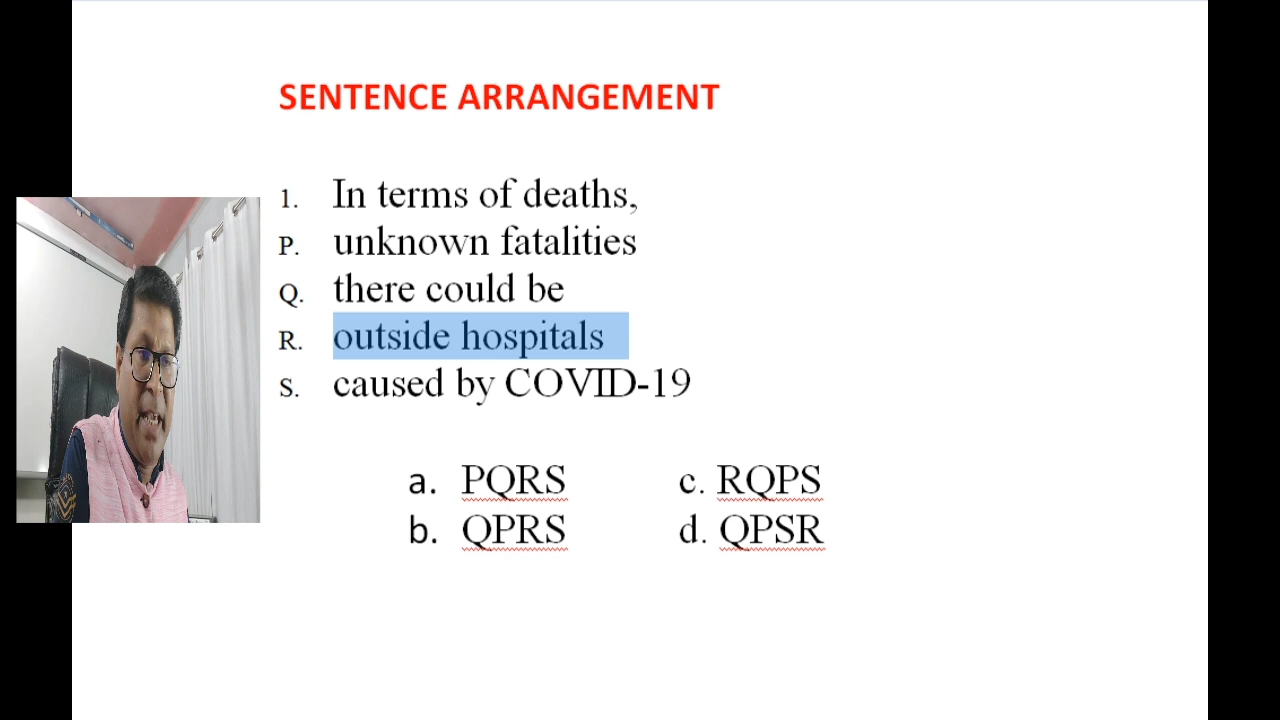 SENTENCE ARRANGEMENT
1. In terms of deaths,
P. unknown fatalities
Q. there could be
R. outside hospitals
S. caused by COVID-19
a. PQRS c. RQPS
b. QPRS d. QPSR